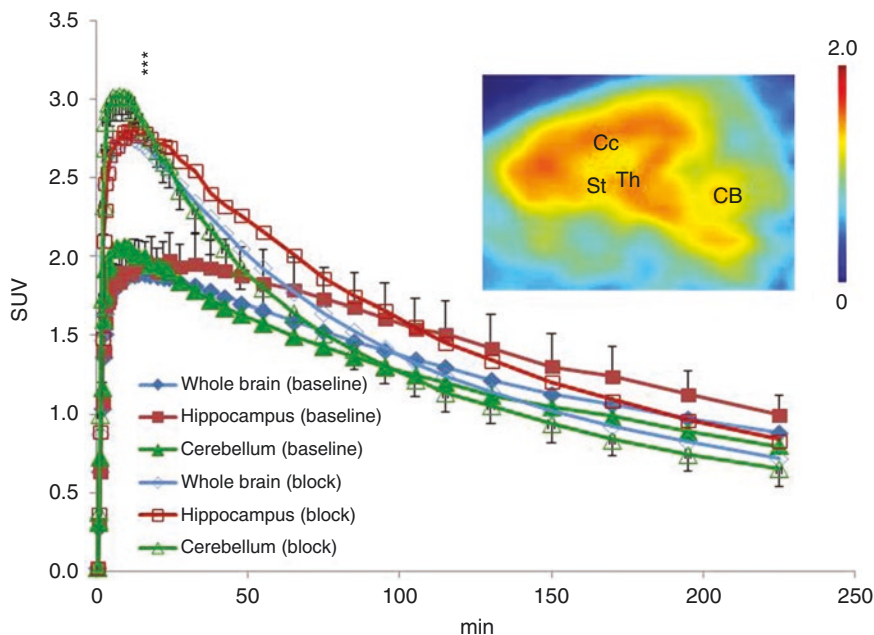 3.5
3.0
2.5
2.0
1.5
1.0
0.5
0.0
SUV
***
Whole brain (baseline)
Hippocampus (baseline)
Cerebellum (baseline)
Whole brain (block)
Hippocampus (block)
Cerebellum (block)
0 50 100 150 200 250
min
Cc
St Th
CB
2.0
0